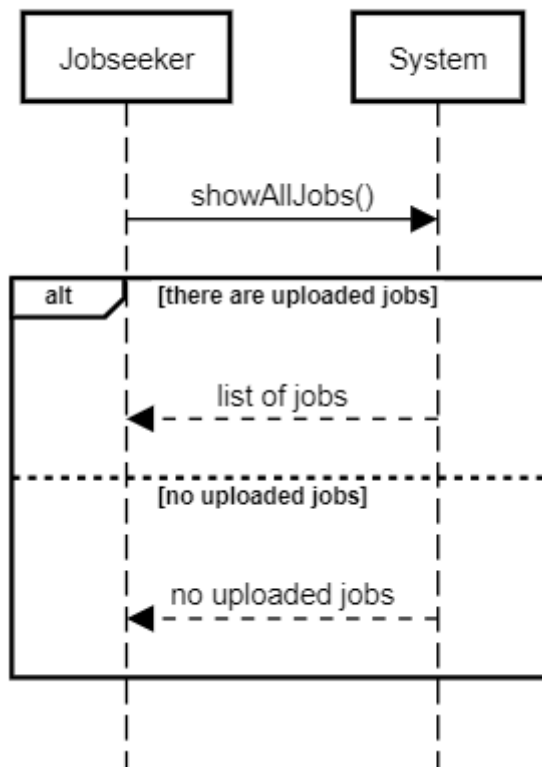 Jobseeker
System
showAllJobs()
alt
[there are uploaded jobs]
list of jobs
[no uploaded jobs]
no uploaded jobs